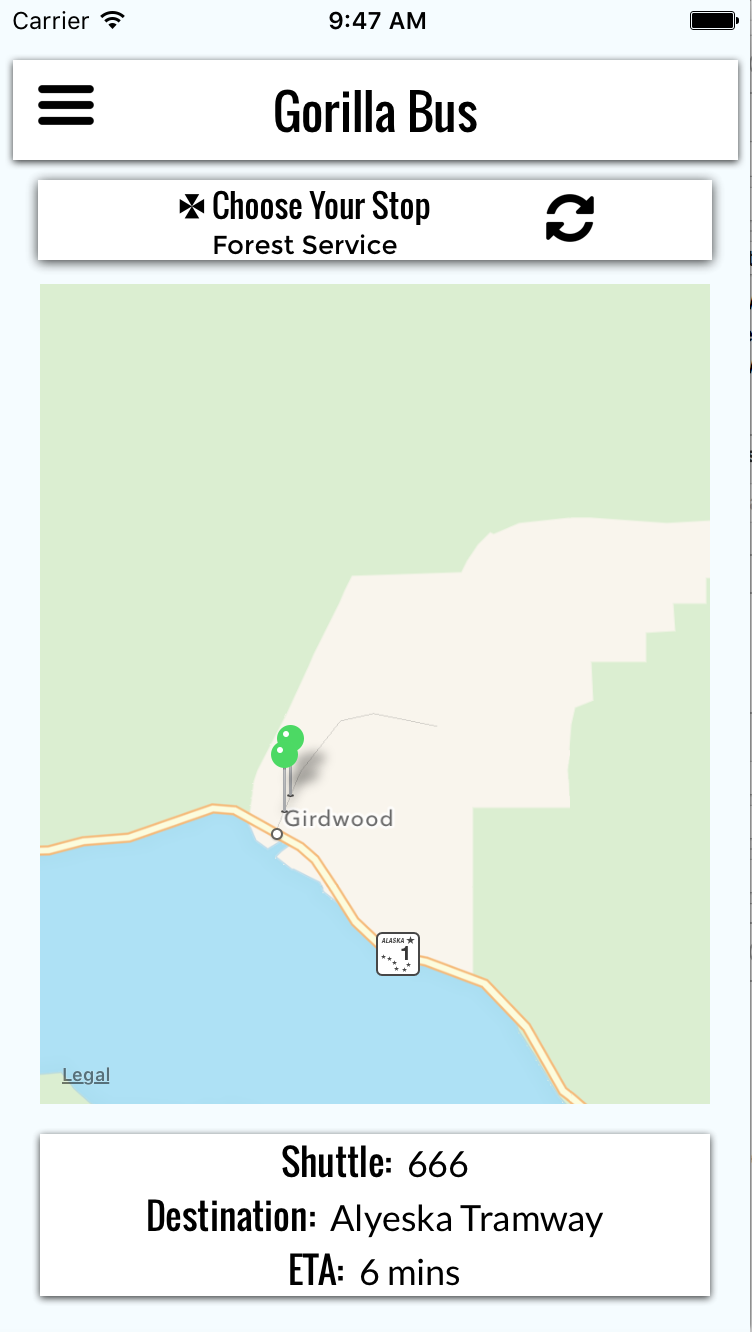 Carrier 9:47 AM
Gorilla Bus
Choose Your Stop
Forest Service
Girdwood
ALASKA
1
Legal
Shuttle: 666
Destination: Alyeska Tramway
ETA: 6 mins